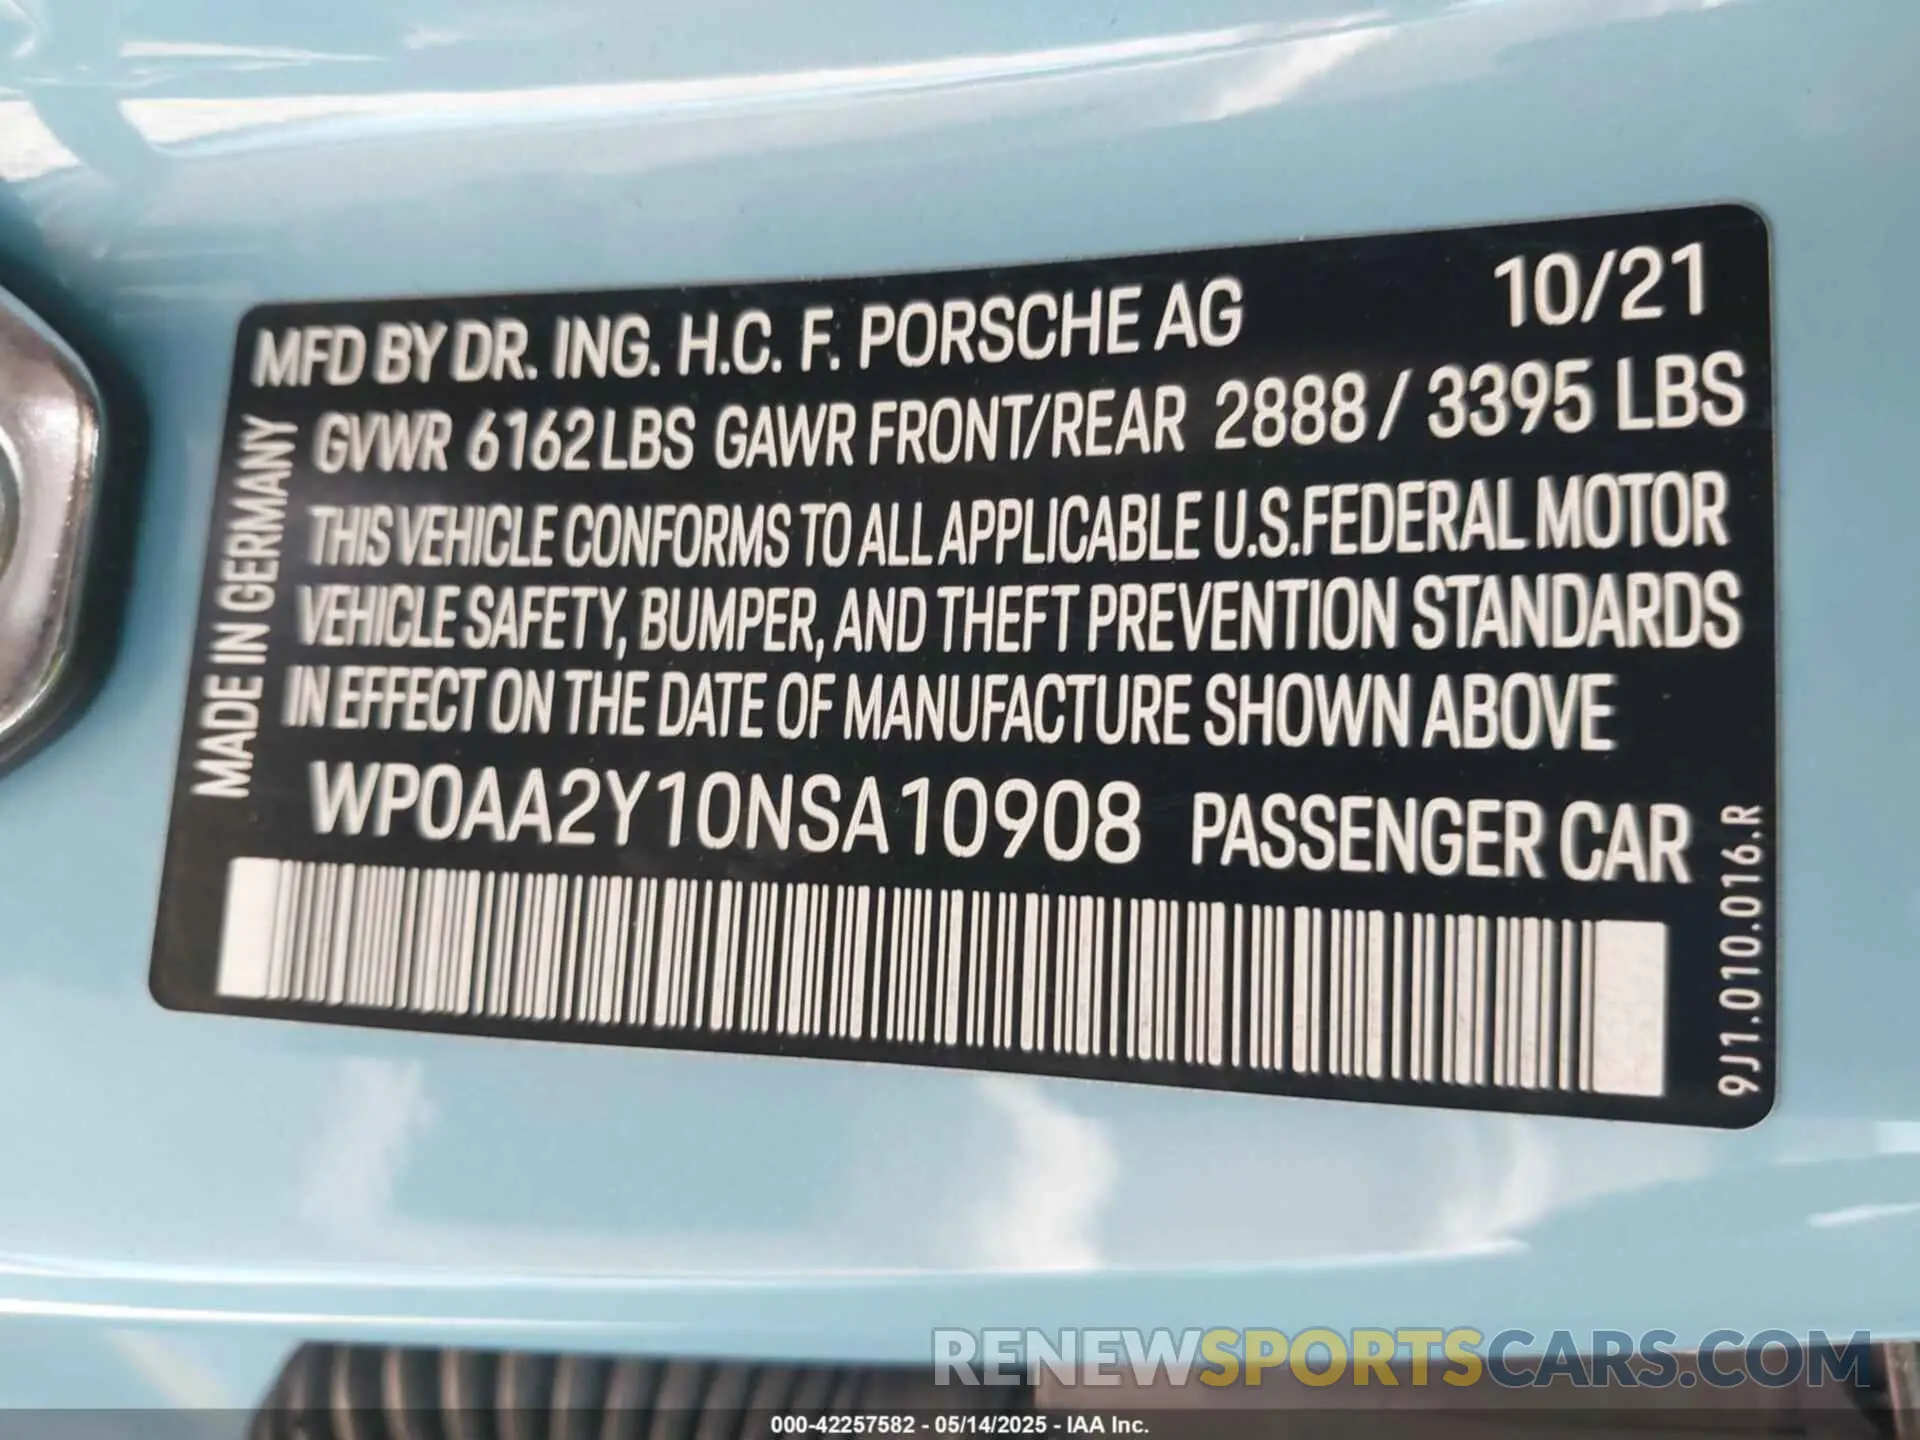 MFD BY DR. ING. H.C. F. PORSCHE AG 10/21
GVWR 6162 LBS GAWR FRONT/REAR 2888 / 3395 LBS
THIS VEHICLE CONFORMS TO ALL APPLICABLE U.S.FEDERAL MOTOR
VEHICLE SAFETY, BUMPER, AND THEFT PREVENTION STANDARDS
IN EFFECT ON THE DATE OF MANUFACTURE SHOWN ABOVE
WP0AA2Y10NSA10908 PASSENGER CAR
MADE IN GERMANY
9J1.010.016.R
RENEWSPORTSCARS.COM
000-42257582 - 05/14/2025 - IAA Inc.